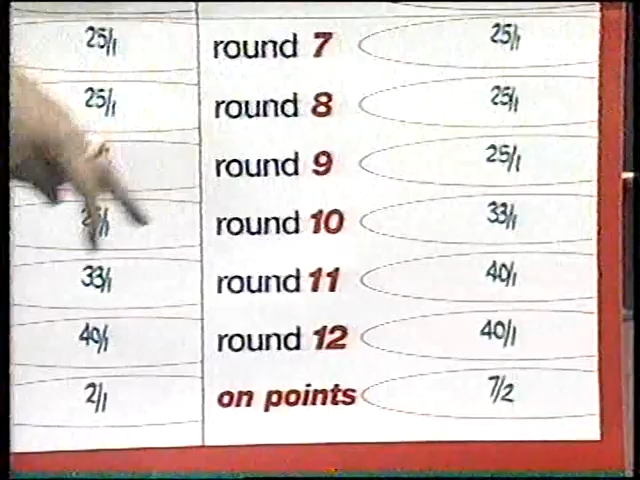 25/1 round 7 25/1
25/1 round 8 25/1
round 9 25/1
round 10 33/1
33/1 round 11 40/1
40/1 round 12 40/1
2/1 on points 7/2